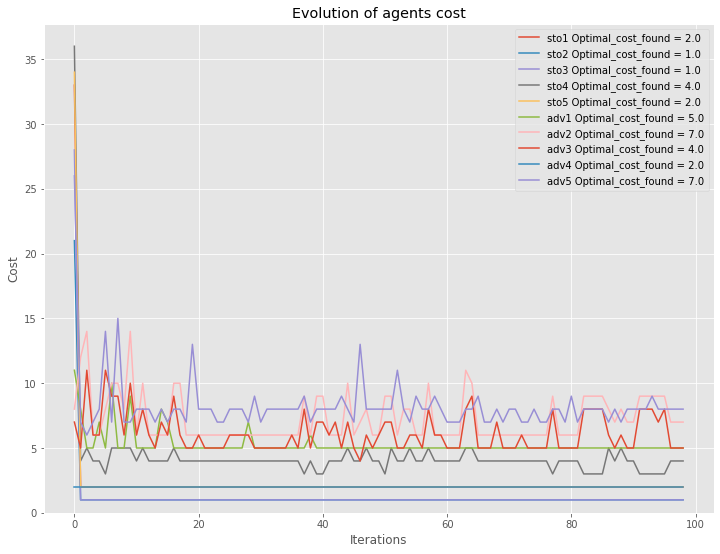 Evolution of agents cost
sto1 Optimal_cost_found = 2.0
sto2 Optimal_cost_found = 1.0
sto3 Optimal_cost_found = 1.0
sto4 Optimal_cost_found = 4.0
sto5 Optimal_cost_found = 2.0
adv1 Optimal_cost_found = 5.0
adv2 Optimal_cost_found = 7.0
adv3 Optimal_cost_found = 4.0
adv4 Optimal_cost_found = 2.0
adv5 Optimal_cost_found = 7.0
35
30
25
20
15
10
5
0
Cost
0 20 40 60 80 100
Iterations